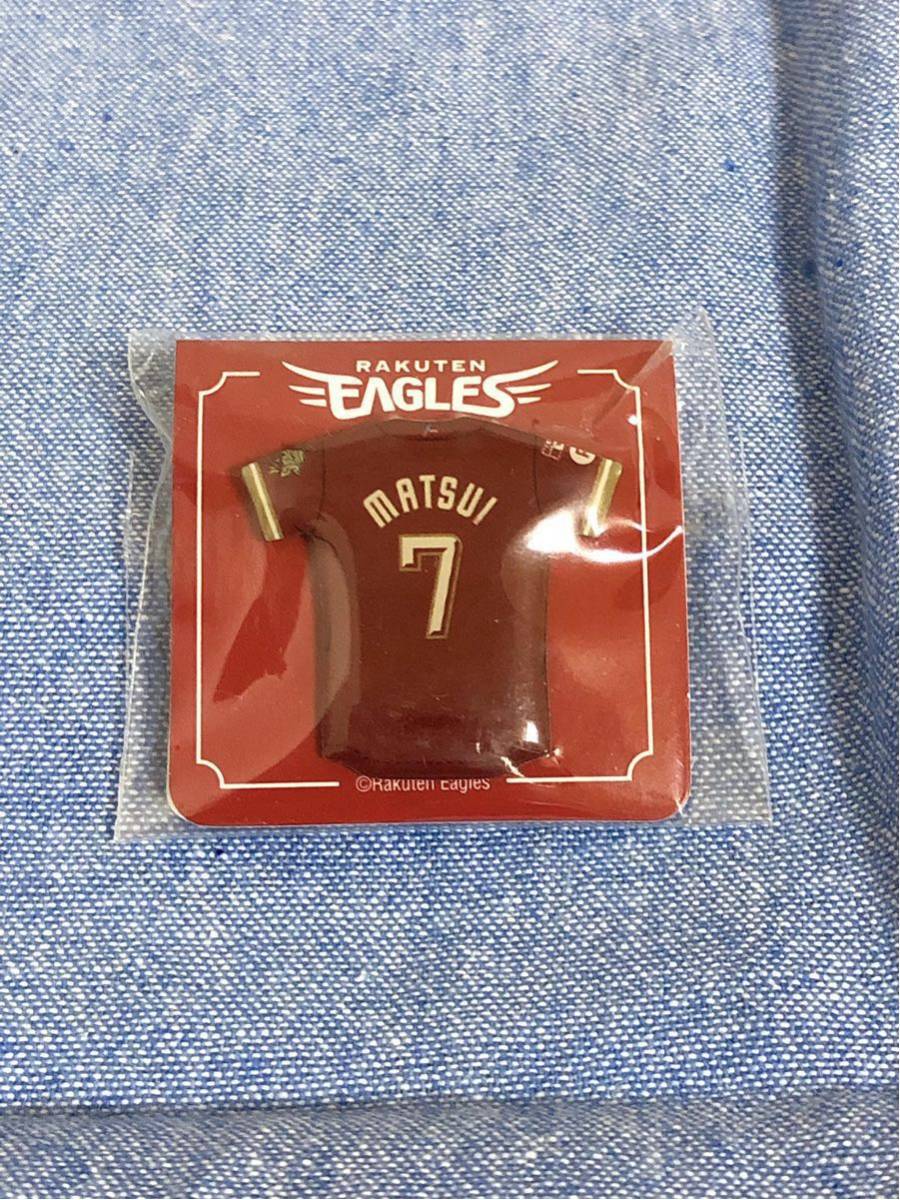 RAKUTEN
EAGLES
MATSUI
7
©Rakuten Eagles